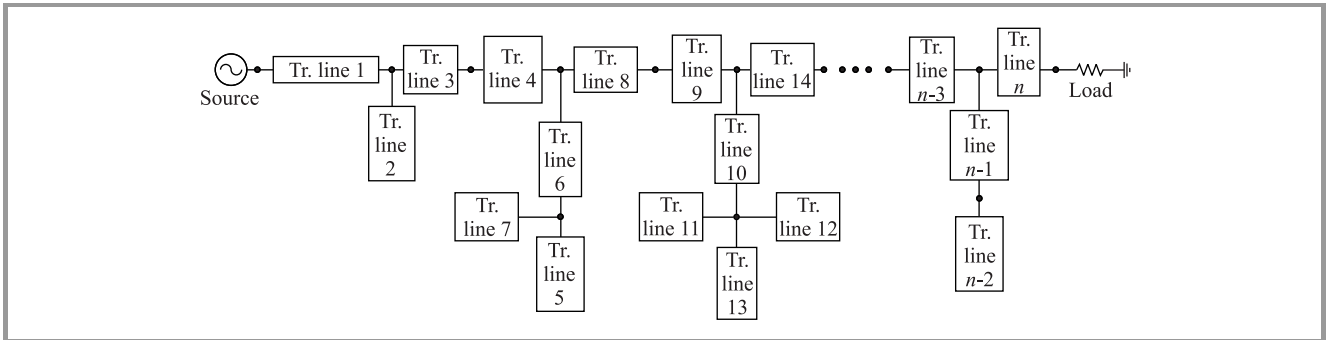 Source
Tr. line 1
Tr.
line
2
Tr.
line 3
Tr.
line 4
Tr.
line
6
Tr.
line 7
Tr.
line
5
Tr.
line 8
Tr.
line
9
Tr.
line
10
Tr.
line 11
Tr.
line 12
Tr.
line
13
Tr.
line 14
Tr.
line
n-3
Tr.
line
n-1
Tr.
line
n-2
Tr.
line
n
Load